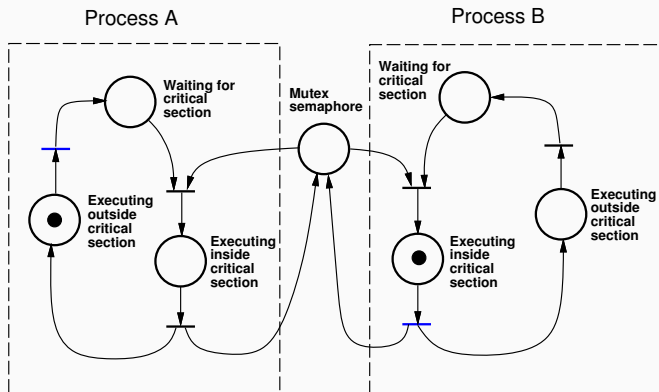 Process A
Process B
Waiting for
critical
section
Mutex
semaphore
Waiting for
critical
section
Executing
outside
critical
section
Executing
inside
critical
section
Executing
inside
critical
section
Executing
outside
critical
section